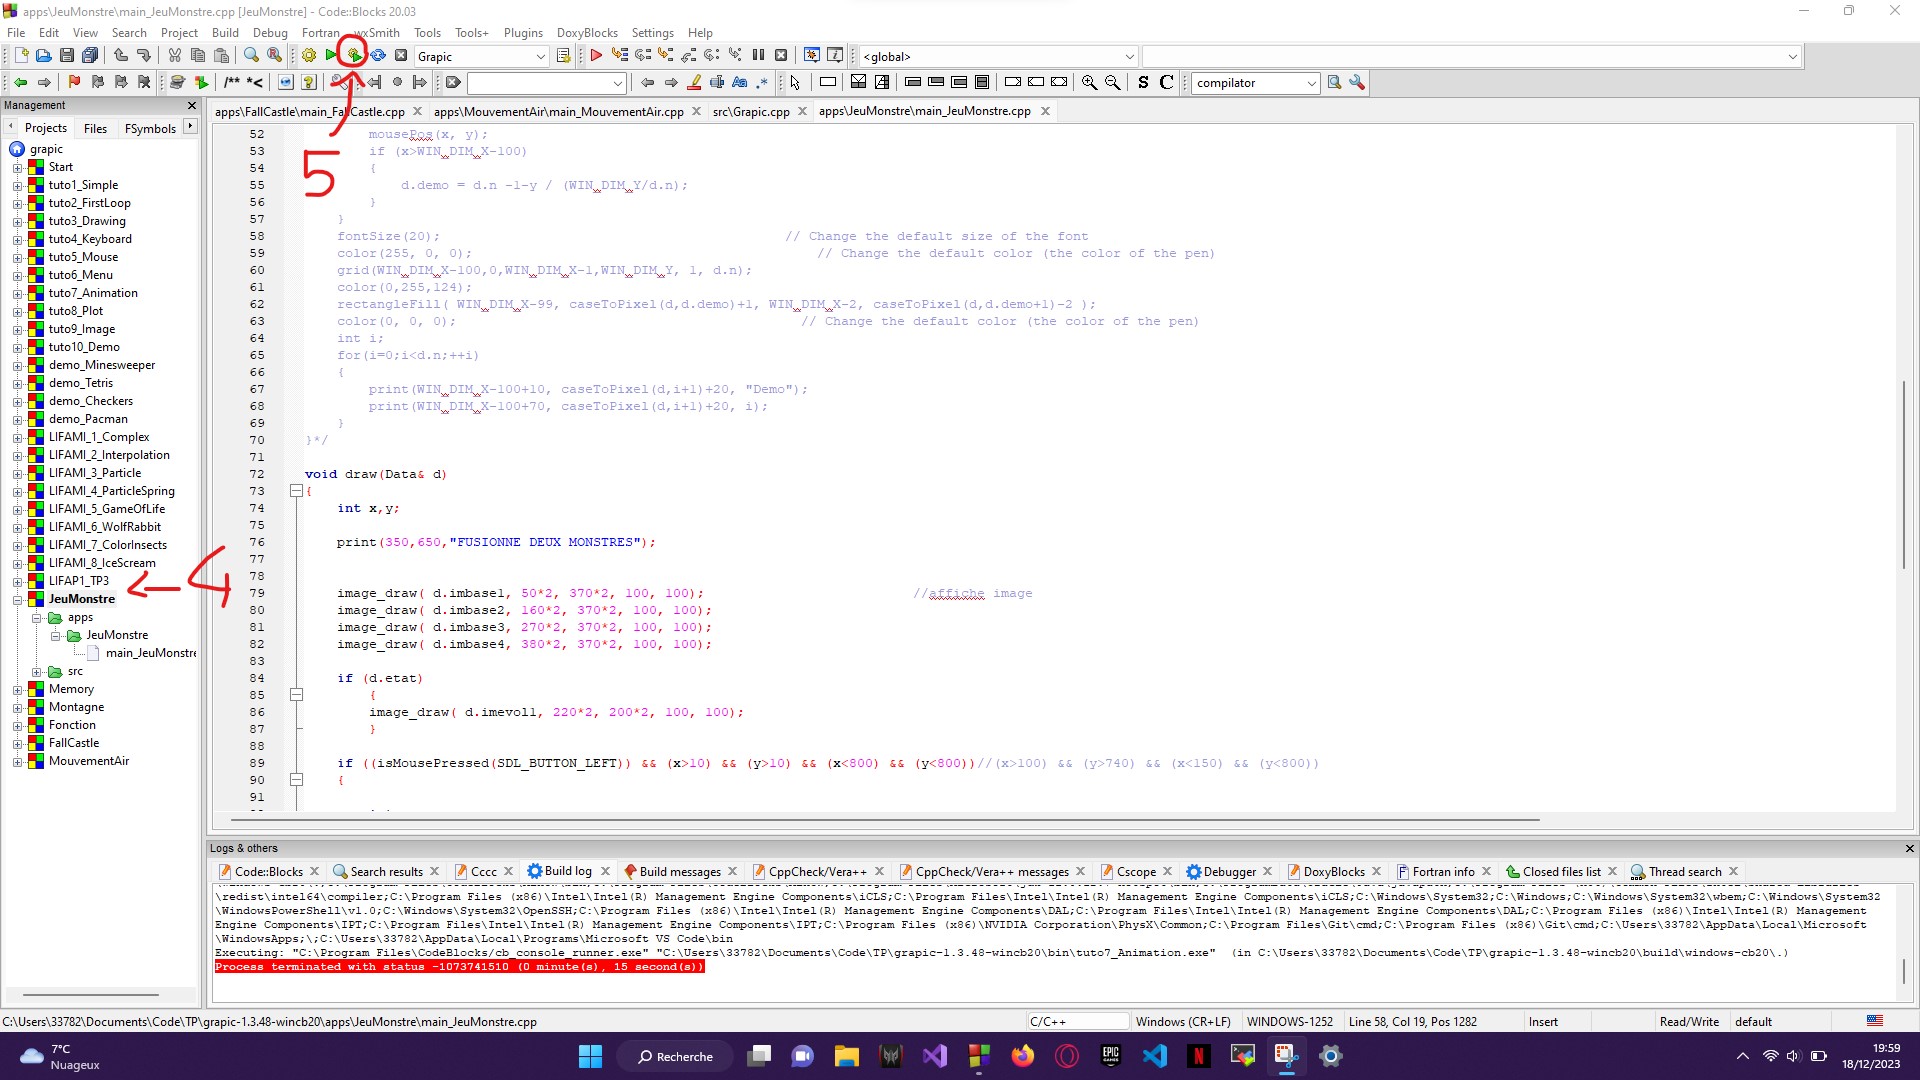 apps\JeuMonstre\main_JeuMonstre.cpp [JeuMonstre] - Code::Blocks 20.03
File Edit View Search Project Build Debug Fortran wxSmith Tools Tools+ Plugins DoxyBlocks Settings Help
Grapic
<global>
/** *<
Aa .*
S C
compilator
Management
Projects Files FSymbols
apps\FallCastle\main_FallCastle.cpp apps\MouvementAir\main_MouvementAir.cpp src\Grapic.cpp apps\JeuMonstre\main_JeuMonstre.cpp
5
4
grapic
Start
tuto1_Simple
tuto2_FirstLoop
tuto3_Drawing
tuto4_Keyboard
tuto5_Mouse
tuto6_Menu
tuto7_Animation
tuto8_Plot
tuto9_Image
tuto10_Demo
demo_Minesweeper
demo_Tetris
demo_Checkers
demo_Pacman
LIFAMI_1_Complex
LIFAMI_2_Interpolation
LIFAMI_3_Particle
LIFAMI_4_ParticleSpring
LIFAMI_5_GameOfLife
LIFAMI_6_WolfRabbit
LIFAMI_7_ColorInsects
LIFAMI_8_IceScream
LIFAP1_TP3
JeuMonstre
apps
JeuMonstre
main_JeuMonstre
src
Memory
Montagne
Fonction
FallCastle
MouvementAir
52 mousePos(x, y);
53 if (x>WIN_DIM_X-100)
54 {
55 d.demo = d.n -1-y / (WIN_DIM_Y/d.n);
56 }
57 }
58 fontSize(20); // Change the default size of the font
59 color(255, 0, 0); // Change the default color (the color of the pen)
60 grid(WIN_DIM_X-100,0,WIN_DIM_X-1,WIN_DIM_Y, 1, d.n);
61 color(0,255,124);
62 rectangleFill( WIN_DIM_X-99, caseToPixel(d,d.demo)+1, WIN_DIM_X-2, caseToPixel(d,d.demo+1)-2 );
63 color(0, 0, 0); // Change the default color (the color of the pen)
64 int i;
65 for(i=0;i<d.n;++i)
66 {
67 print(WIN_DIM_X-100+10, caseToPixel(d,i+1)+20, "Demo");
68 print(WIN_DIM_X-100+70, caseToPixel(d,i+1)+20, i);
69 }
70 }*/
71
72 void draw(Data& d)
73 {
74 int x,y;
75
76 print(350,650,"FUSIONNE DEUX MONSTRES");
77
78
79 image_draw( d.imbase1, 50*2, 370*2, 100, 100); //affiche image
80 image_draw( d.imbase2, 160*2, 370*2, 100, 100);
81 image_draw( d.imbase3, 270*2, 370*2, 100, 100);
82 image_draw( d.imbase4, 380*2, 370*2, 100, 100);
83
84 if (d.etat)
85 {
86 image_draw( d.imevol1, 220*2, 200*2, 100, 100);
87 }
88
89 if ((isMousePressed(SDL_BUTTON_LEFT)) && (x>10) && (y>10) && (x<800) && (y<800))//(x>100) && (y>740) && (x<150) && (y<800))
90 {
91
Logs & others
Code::Blocks Search results Cccc Build log Build messages CppCheck/Vera++ CppCheck/Vera++ messages Cscope Debugger DoxyBlocks Fortran info Closed files list Thread search
\redist\intel64\compiler;C:\Program Files (x86)\Intel\Intel(R) Management Engine Components\iCLS;C:\Program Files\Intel\Intel(R) Management Engine Components\iCLS;C:\Windows\System32;C:\Windows;C:\Windows\System32\wbem;C:\Windows\System32
\WindowsPowerShell\v1.0;C:\Windows\System32\OpenSSH;C:\Program Files (x86)\Intel\Intel(R) Management Engine Components\DAL;C:\Program Files\Intel\Intel(R) Management Engine Components\DAL;C:\Program Files (x86)\Intel\Intel(R) Management
Engine Components\IPT;C:\Program Files\Intel\Intel(R) Management Engine Components\IPT;C:\Program Files (x86)\NVIDIA Corporation\PhysX\Common;C:\Program Files\Git\cmd;C:\Program Files (x86)\Git\cmd;C:\Users\33782\AppData\Local\Microsoft
\WindowsApps;\;C:\Users\33782\AppData\Local\Programs\Microsoft VS Code\bin
Executing: "C:\Program Files\CodeBlocks/cb_console_runner.exe" "C:\Users\33782\Documents\Code\TP\grapic-1.3.48-wincb20\bin\tuto7_Animation.exe" (in C:\Users\33782\Documents\Code\TP\grapic-1.3.48-wincb20\build\windows-cb20\.)
Process terminated with status -1073741510 (0 minute(s), 15 second(s))
C:\Users\33782\Documents\Code\TP\grapic-1.3.48-wincb20\apps\JeuMonstre\main_JeuMonstre.cpp C/C++ Windows (CR+LF) WINDOWS-1252 Line 58, Col 19, Pos 1282 Insert Read/Write default
7°C
Nuageux
Recherche
EPIC GAMES
N
19:59
18/12/2023